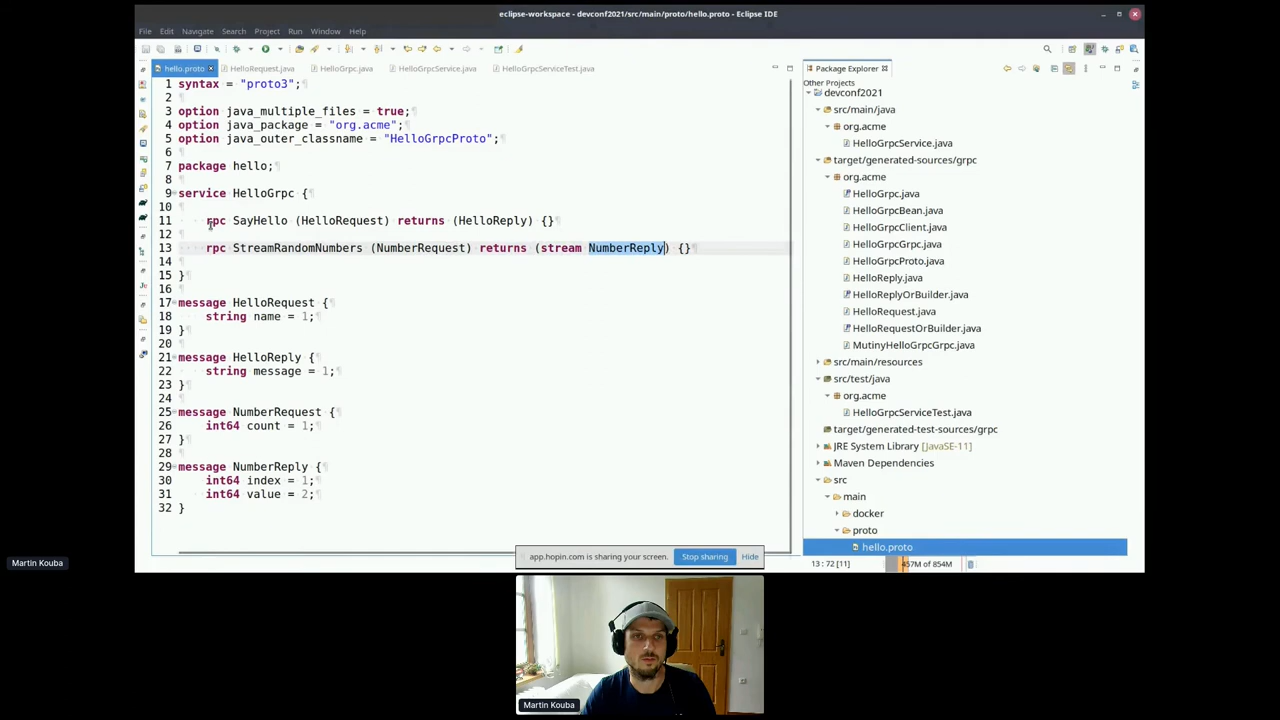 eclipse-workspace - devconf2021/src/main/proto/hello.proto - Eclipse IDE
File Edit Navigate Search Project Run Window Help
hello.proto HelloRequest.java HelloGrpc.java HelloGrpcService.java HelloGrpcServiceTest.java
1 syntax = "proto3";
2
3 option java_multiple_files = true;
4 option java_package = "org.acme";
5 option java_outer_classname = "HelloGrpcProto";
6
7 package hello;
8
9 service HelloGrpc {
10
11 rpc SayHello (HelloRequest) returns (HelloReply) {}
12
13 rpc StreamRandomNumbers (NumberRequest) returns (stream NumberReply) {}
14
15 }
16
17 message HelloRequest {
18 string name = 1;
19 }
20
21 message HelloReply {
22 string message = 1;
23 }
24
25 message NumberRequest {
26 int64 count = 1;
27 }
28
29 message NumberReply {
30 int64 index = 1;
31 int64 value = 2;
32 }
Package Explorer
Other Projects
devconf2021
src/main/java
org.acme
HelloGrpcService.java
target/generated-sources/grpc
org.acme
HelloGrpc.java
HelloGrpcBean.java
HelloGrpcClient.java
HelloGrpcGrpc.java
HelloGrpcProto.java
HelloReply.java
HelloReplyOrBuilder.java
HelloRequest.java
HelloRequestOrBuilder.java
MutinyHelloGrpcGrpc.java
src/main/resources
src/test/java
org.acme
HelloGrpcServiceTest.java
target/generated-test-sources/grpc
JRE System Library [JavaSE-11]
Maven Dependencies
src
main
docker
proto
hello.proto
13 : 72 [11] 457M of 854M
app.hopin.com is sharing your screen. Stop sharing Hide
Martin Kouba
Martin Kouba